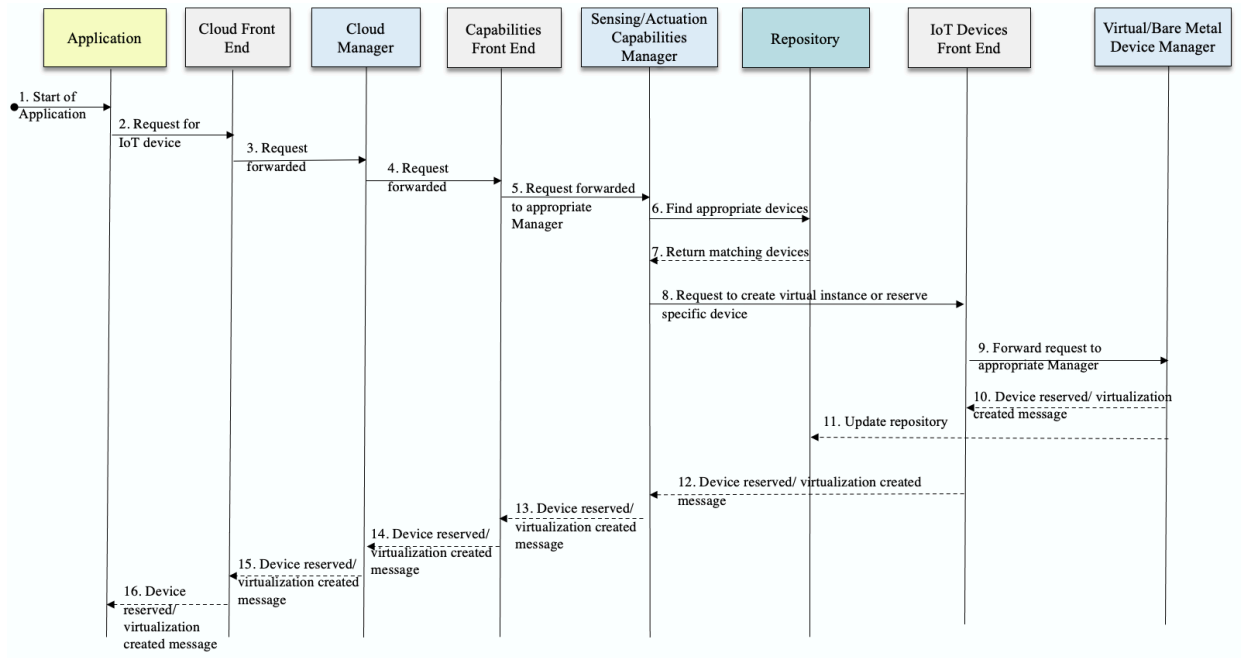 Application
Cloud Front
End
Cloud
Manager
Capabilities
Front End
Sensing/Actuation
Capabilities
Manager
Repository
IoT Devices
Front End
Virtual/Bare Metal
Device Manager
1. Start of
Application
2. Request for
IoT device
3. Request
forwarded
4. Request
forwarded
5. Request forwarded
to appropriate
Manager
6. Find appropriate devices
7. Return matching devices
8. Request to create virtual instance or reserve
specific device
9. Forward request to
appropriate Manager
10. Device reserved/ virtualization
created message
11. Update repository
12. Device reserved/ virtualization created
message
13. Device reserved/
virtualization created
message
14. Device reserved/
virtualization created
message
15. Device reserved/
virtualization created
message
16. Device
reserved/
virtualization
created message